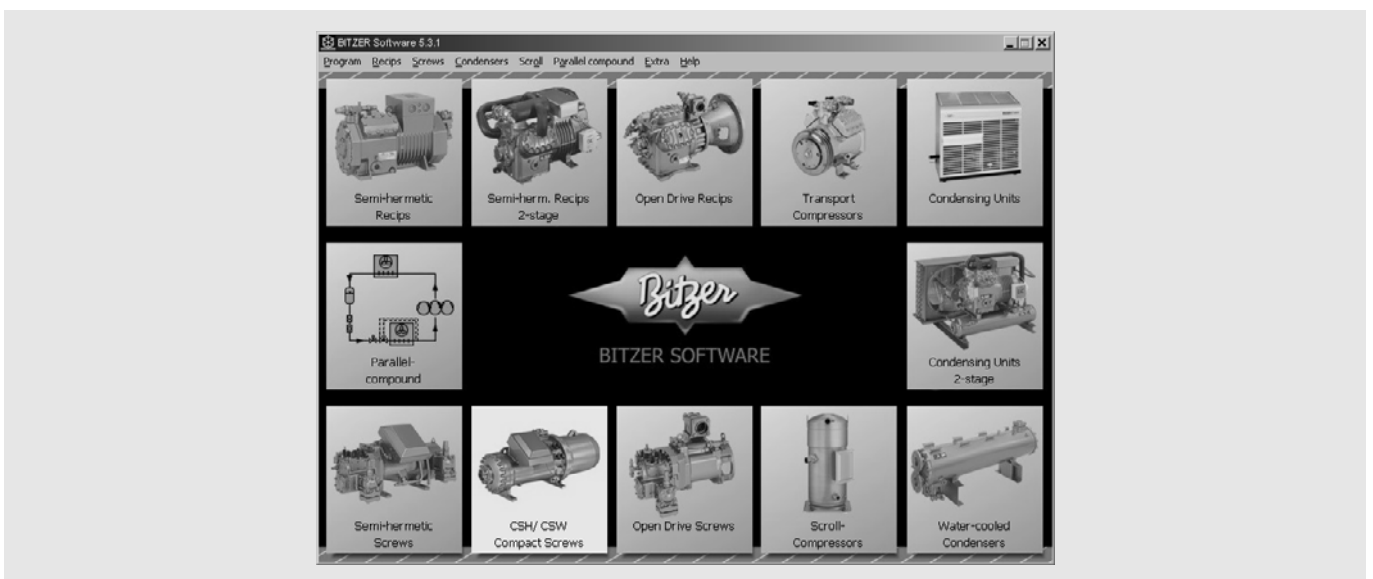 BITZER Software 5.3.1
Program Recips Screws Condensers Scroll Parallel compound Extra Help
Semi-hermetic
Recips
Semi-herm. Recips
2-stage
Open Drive Recips
Transport
Compressors
Condensing Units
Parallel-
compound
Bitzer
BITZER SOFTWARE
Condensing Units
2-stage
Semi-hermetic
Screws
CSH/ CSW
Compact Screws
Open Drive Screws
Scroll-
Compressors
Water-cooled
Condensers